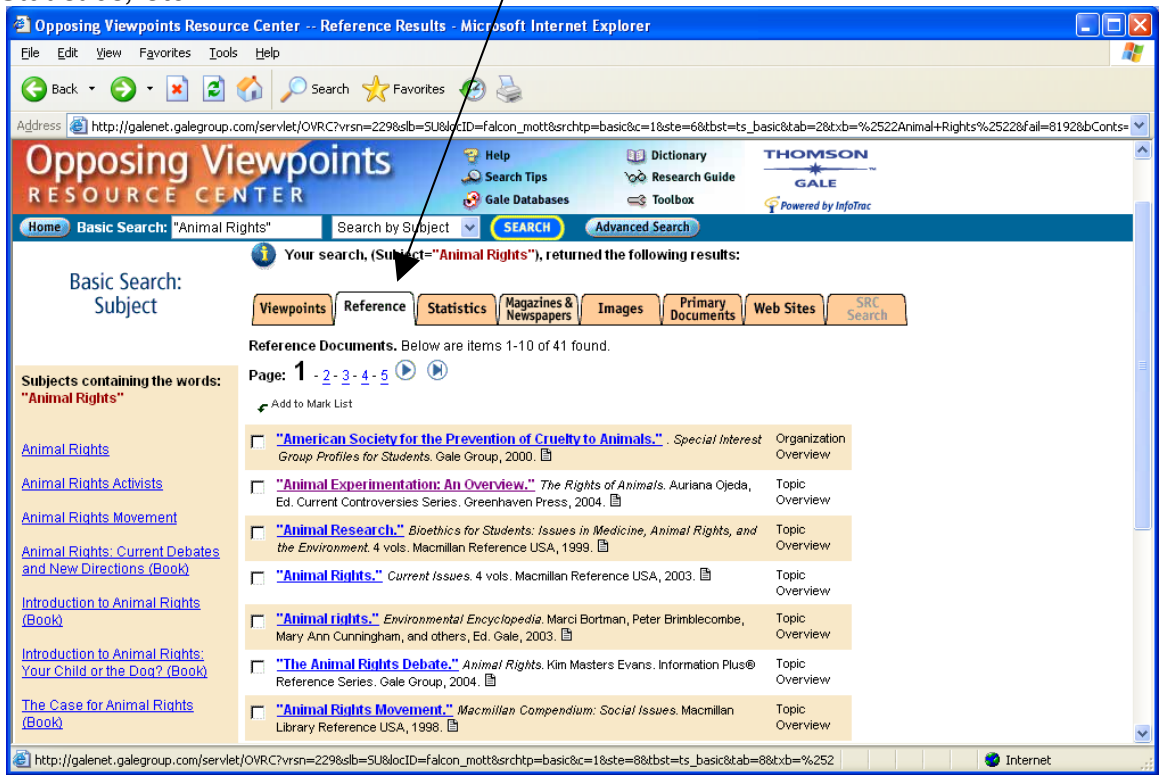 Opposing Viewpoints Resource Center -- Reference Results - Microsoft Internet Explorer
File Edit View Favorites Tools Help
Back Search Favorites
Address http://galenet.galegroup.com/servlet/OVRC?vrsn=229&slb=SU&locID=falcon_mott&srchtp=basic&c=1&ste=6&tbst=ts_basic&tab=2&txb=%2522Animal+Rights%2522&fail=8192&bConts=
Opposing Viewpoints
RESOURCE CENTER
Help Dictionary
Search Tips Research Guide
Gale Databases Toolbox
THOMSON
GALE
Powered by InfoTrac
Home Basic Search: "Animal Rights" Search by Subject SEARCH Advanced Search
Basic Search:
Subject
Your search, (Subject="Animal Rights"), returned the following results:
Viewpoints Reference Statistics Magazines & Newspapers Images Primary Documents Web Sites SRC Search
Reference Documents. Below are items 1-10 of 41 found.
Page: 1 - 2 - 3 - 4 - 5
Add to Mark List
Subjects containing the words:
"Animal Rights"
Animal Rights
Animal Rights Activists
Animal Rights Movement
Animal Rights: Current Debates
and New Directions (Book)
Introduction to Animal Rights
(Book)
Introduction to Animal Rights:
Your Child or the Dog? (Book)
The Case for Animal Rights
(Book)
"American Society for the Prevention of Cruelty to Animals." . Special Interest Organization
Group Profiles for Students. Gale Group, 2000. Overview
"Animal Experimentation: An Overview." The Rights of Animals. Auriana Ojeda, Topic
Ed. Current Controversies Series. Greenhaven Press, 2004. Overview
"Animal Research." Bioethics for Students: Issues in Medicine, Animal Rights, and Topic
the Environment. 4 vols. Macmillan Reference USA, 1999. Overview
"Animal Rights." Current Issues. 4 vols. Macmillan Reference USA, 2003. Topic
Overview
"Animal rights." Environmental Encyclopedia. Marci Bortman, Peter Brimblecombe, Topic
Mary Ann Cunningham, and others, Ed. Gale, 2003. Overview
"The Animal Rights Debate." Animal Rights. Kim Masters Evans. Information Plus® Topic
Reference Series. Gale Group, 2004. Overview
"Animal Rights Movement." Macmillan Compendium: Social Issues. Macmillan Topic
Library Reference USA, 1998. Overview
http://galenet.galegroup.com/servlet/OVRC?vrsn=229&slb=SU&locID=falcon_mott&srchtp=basic&c=1&ste=8&tbst=ts_basic&tab=8&txb=%252 Internet